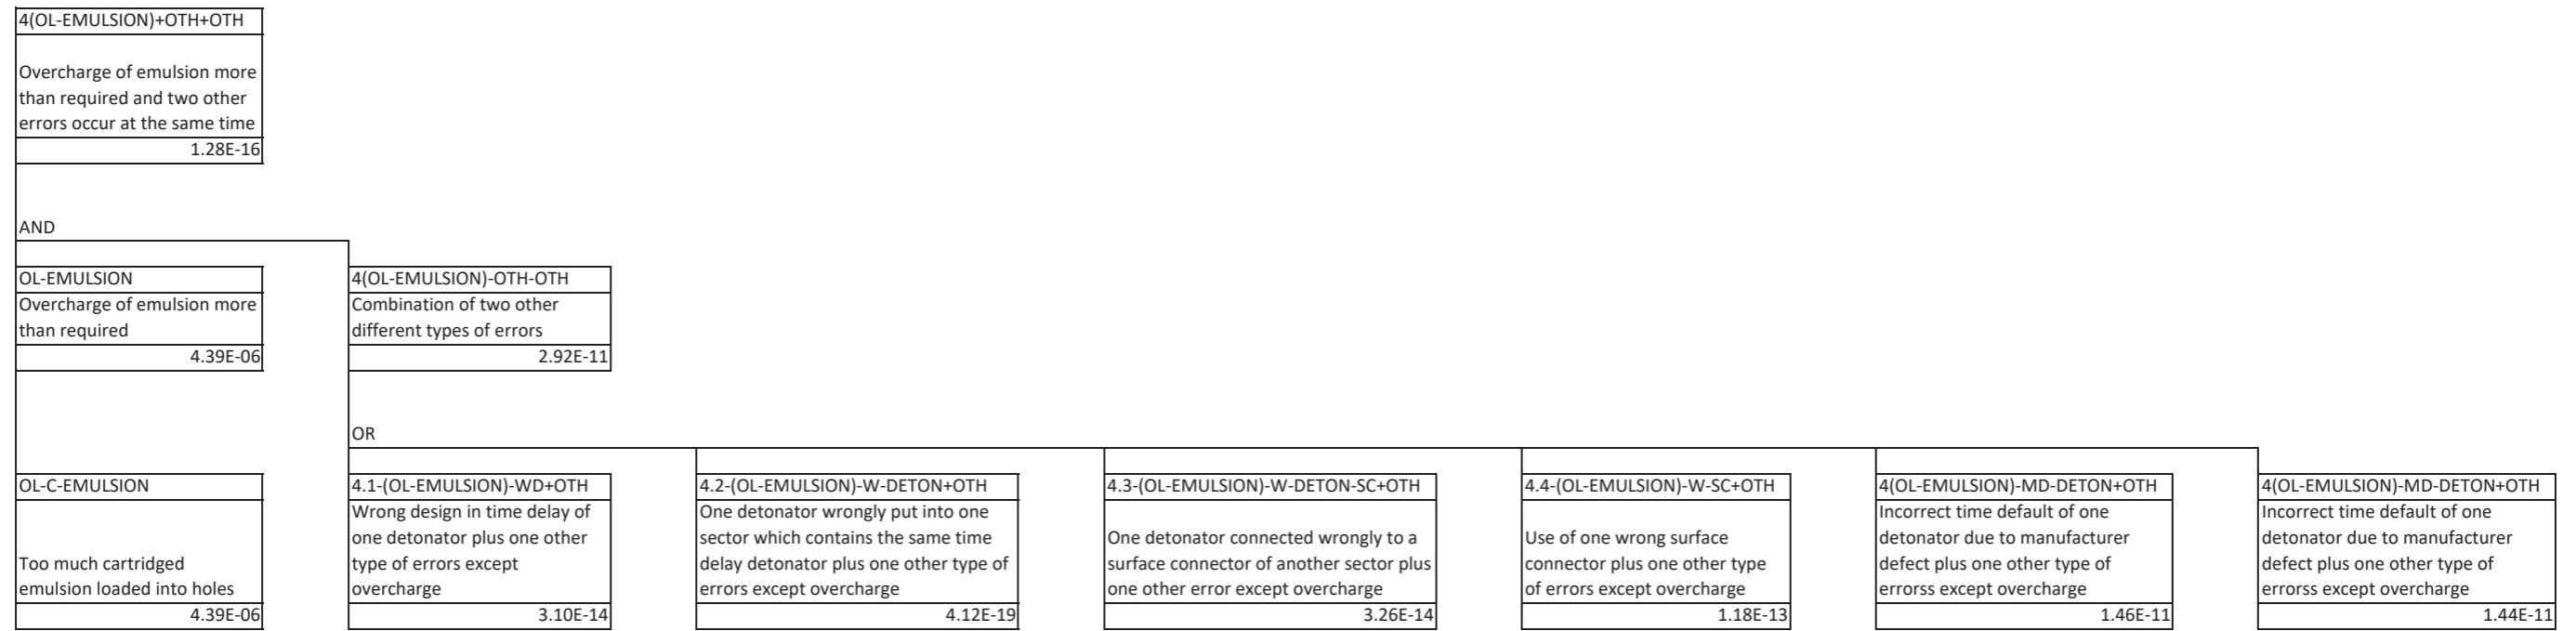 4(OL-EMULSION)+OTH+OTH
Overcharge of emulsion more
than required and two other
errors occur at the same time
1.28E-16
AND
OL-EMULSION
Overcharge of emulsion more
than required
4.39E-06
4(OL-EMULSION)-OTH-OTH
Combination of two other
different types of errors
2.92E-11
OR
OL-C-EMULSION
Too much cartridged
emulsion loaded into holes
4.39E-06
4.1-(OL-EMULSION)-WD+OTH
Wrong design in time delay of
one detonator plus one other
type of errors except
overcharge
3.10E-14
4.2-(OL-EMULSION)-W-DETON+OTH
One detonator wrongly put into one
sector which contains the same time
delay detonator plus one other type of
errors except overcharge
4.12E-19
4.3-(OL-EMULSION)-W-DETON-SC+OTH
One detonator connected wrongly to a
surface connector of another sector plus
one other error except overcharge
3.26E-14
4.4-(OL-EMULSION)-W-SC+OTH
Use of one wrong surface
connector plus one other type
of errors except overcharge
1.18E-13
4(OL-EMULSION)-MD-DETON+OTH
Incorrect time default of one
detonator due to manufacturer
defect plus one other type of
errorss except overcharge
1.46E-11
4(OL-EMULSION)-MD-DETON+OTH
Incorrect time default of one
detonator due to manufacturer
defect plus one other type of
errorss except overcharge
1.44E-11